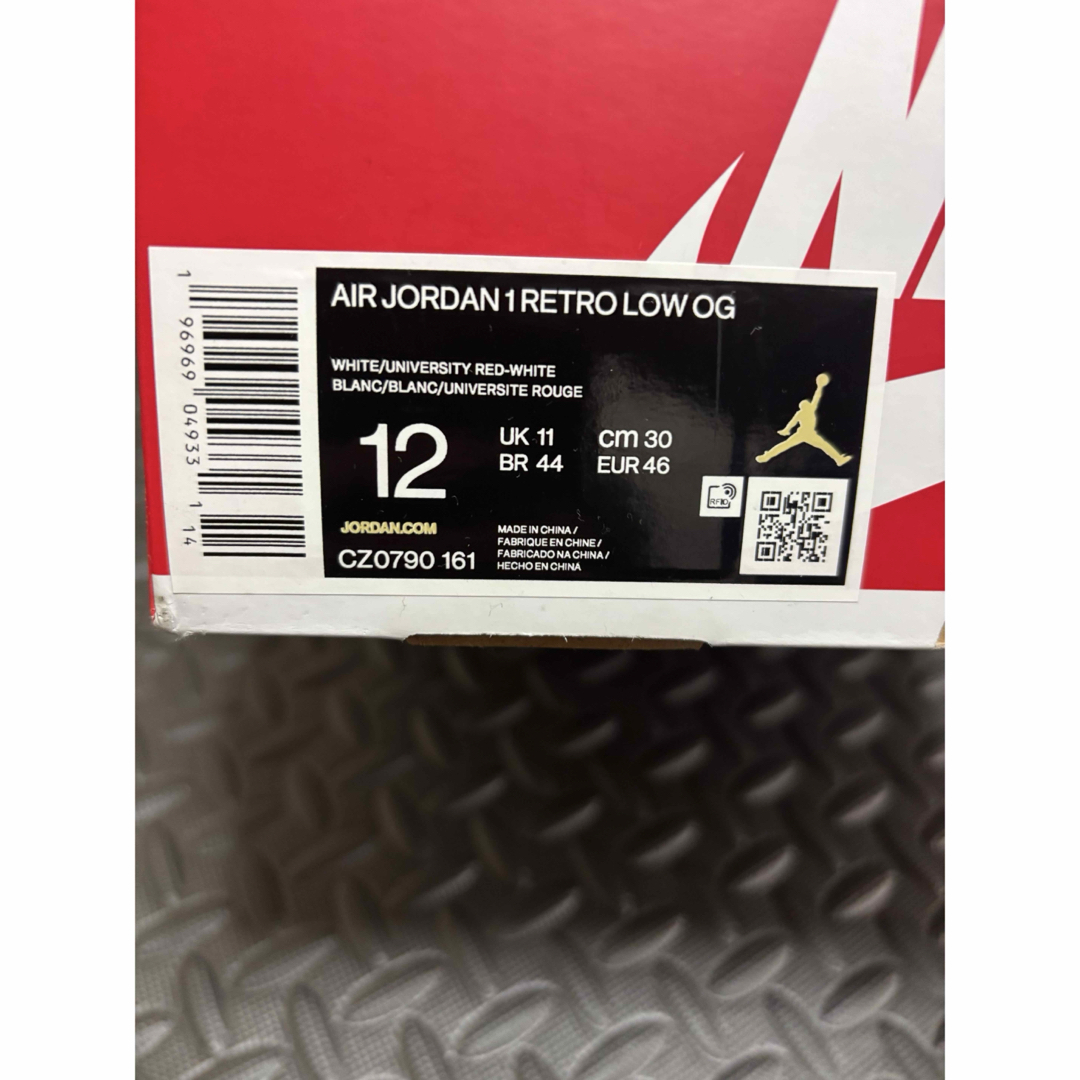 AIR JORDAN 1 RETRO LOW OG
WHITE/UNIVERSITY RED-WHITE
BLANC/BLANC/UNIVERSITE ROUGE
12
UK 11 cm 30
BR 44 EUR 46
RFID
JORDAN.COM
CZ0790 161
MADE IN CHINA /
FABRIQUE EN CHINE /
FABRICADO NA CHINA /
HECHO EN CHINA
1 96969 04933 1 14